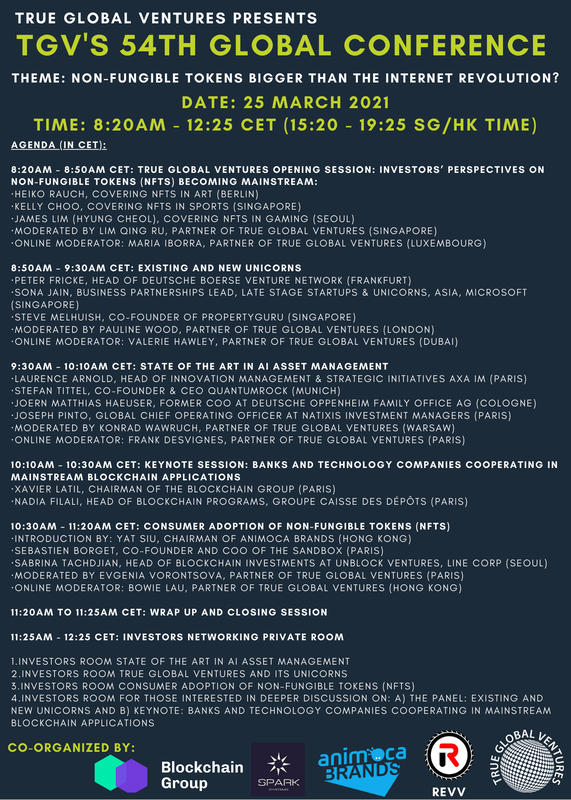 TRUE GLOBAL VENTURES PRESENTS
TGV'S 54TH GLOBAL CONFERENCE
THEME: NON-FUNGIBLE TOKENS BIGGER THAN THE INTERNET REVOLUTION?
DATE: 25 MARCH 2021
TIME: 8:20AM - 12:25 CET (15:20 - 19:25 SG/HK TIME)
AGENDA (IN CET):
8:20AM – 8:50AM CET: TRUE GLOBAL VENTURES OPENING SESSION: INVESTORS' PERSPECTIVES ON
NON-FUNGIBLE TOKENS (NFTS) BECOMING MAINSTREAM:
·HEIKO RAUCH, COVERING NFTS IN ART (BERLIN)
·KELLY CHOO, COVERING NFTS IN SPORTS (SINGAPORE)
·JAMES LIM (HYUNG CHEOL), COVERING NFTS IN GAMING (SEOUL)
·MODERATED BY LIM QING RU, PARTNER OF TRUE GLOBAL VENTURES (SINGAPORE)
·ONLINE MODERATOR: MARIA IBORRA, PARTNER OF TRUE GLOBAL VENTURES (LUXEMBOURG)
8:50AM – 9:30AM CET: EXISTING AND NEW UNICORNS
·PETER FRICKE, HEAD OF DEUTSCHE BOERSE VENTURE NETWORK (FRANKFURT)
·SONA JAIN, BUSINESS PARTNERSHIPS LEAD, LATE STAGE STARTUPS & UNICORNS, ASIA, MICROSOFT
(SINGAPORE)
·STEVE MELHUISH, CO-FOUNDER OF PROPERTYGURU (SINGAPORE)
·MODERATED BY PAULINE WOOD, PARTNER OF TRUE GLOBAL VENTURES (LONDON)
·ONLINE MODERATOR: VALERIE HAWLEY, PARTNER OF TRUE GLOBAL VENTURES (DUBAI)
9:30AM – 10:10AM CET: STATE OF THE ART IN AI ASSET MANAGEMENT
·LAURENCE ARNOLD, HEAD OF INNOVATION MANAGEMENT & STRATEGIC INITIATIVES AXA IM (PARIS)
·STEFAN TITTEL, CO-FOUNDER & CEO QUANTUMROCK (MUNICH)
·JOERN MATTHIAS HAEUSER, FORMER COO AT DEUTSCHE OPPENHEIM FAMILY OFFICE AG (COLOGNE)
·JOSEPH PINTO, GLOBAL CHIEF OPERATING OFFICER AT NATIXIS INVESTMENT MANAGERS (PARIS)
·MODERATED BY KONRAD WAWRUCH, PARTNER OF TRUE GLOBAL VENTURES (WARSAW)
·ONLINE MODERATOR: FRANK DESVIGNES, PARTNER OF TRUE GLOBAL VENTURES (PARIS)
10:10AM – 10:30AM CET: KEYNOTE SESSION: BANKS AND TECHNOLOGY COMPANIES COOPERATING IN
MAINSTREAM BLOCKCHAIN APPLICATIONS
·XAVIER LATIL, CHAIRMAN OF THE BLOCKCHAIN GROUP (PARIS)
·NADIA FILALI, HEAD OF BLOCKCHAIN PROGRAMS, GROUPE CAISSE DES DÉPÔTS (PARIS)
10:30AM – 11:20AM CET: CONSUMER ADOPTION OF NON-FUNGIBLE TOKENS (NFTS)
·INTRODUCTION BY: YAT SIU, CHAIRMAN OF ANIMOCA BRANDS (HONG KONG)
·SEBASTIEN BORGET, CO-FOUNDER AND COO OF THE SANDBOX (PARIS)
·SABRINA TACHDJIAN, HEAD OF BLOCKCHAIN INVESTMENTS AT UNBLOCK VENTURES, LINE CORP (SEOUL)
·MODERATED BY EVGENIA VORONTSOVA, PARTNER OF TRUE GLOBAL VENTURES (PARIS)
·ONLINE MODERATOR: BOWIE LAU, PARTNER OF TRUE GLOBAL VENTURES (HONG KONG)
11:20AM TO 11:25AM CET: WRAP UP AND CLOSING SESSION
11:25AM - 12:25 CET: INVESTORS NETWORKING PRIVATE ROOM
1.INVESTORS ROOM STATE OF THE ART IN AI ASSET MANAGEMENT
2.INVESTORS ROOM TRUE GLOBAL VENTURES AND ITS UNICORNS
3.INVESTORS ROOM CONSUMER ADOPTION OF NON-FUNGIBLE TOKENS (NFTS)
4.INVESTORS ROOM FOR THOSE INTERESTED IN DEEPER DISCUSSION ON: A) THE PANEL: EXISTING AND
NEW UNICORNS AND B) KEYNOTE: BANKS AND TECHNOLOGY COMPANIES COOPERATING IN MAINSTREAM
BLOCKCHAIN APPLICATIONS
CO-ORGANIZED BY:
Blockchain
Group
SPARK
SYSTEMS
animoca
BRANDS
R
REVV
TRUE GLOBAL VENTURES